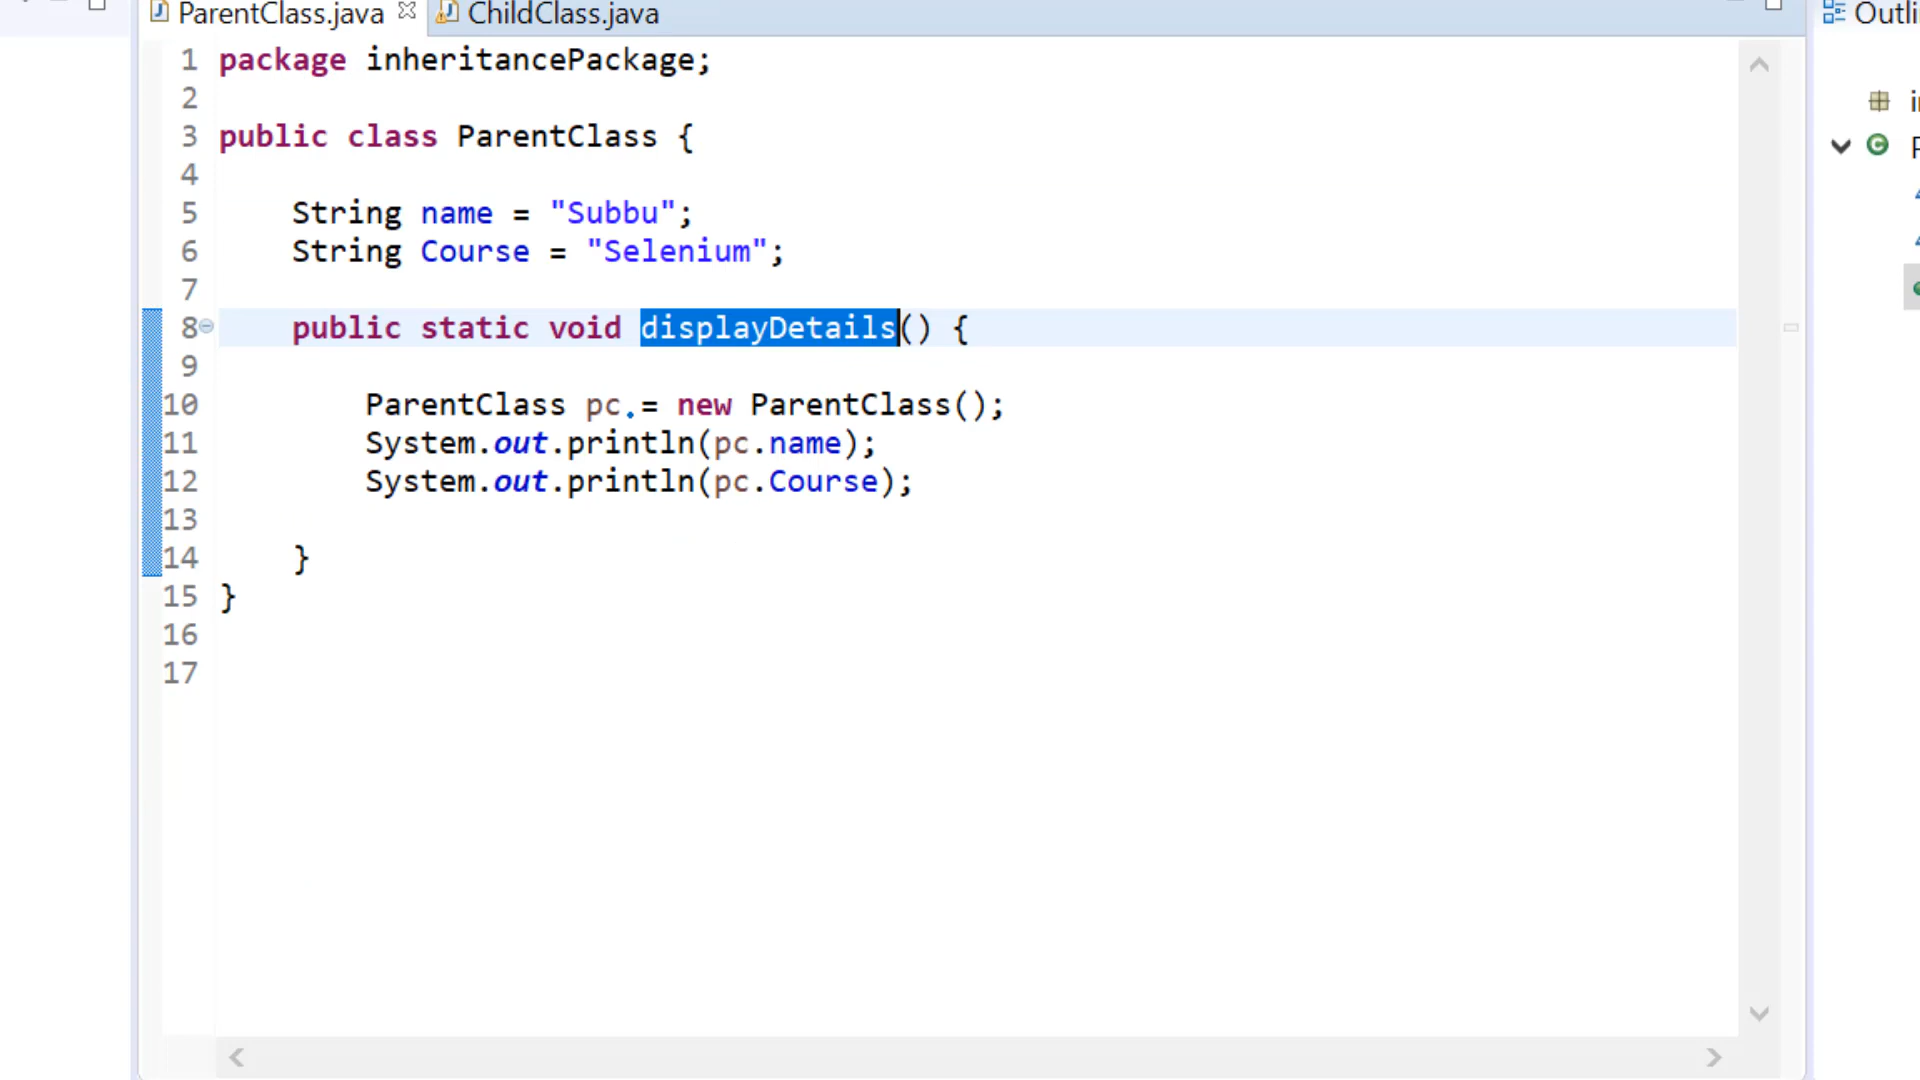 ParentClass.java
ChildClass.java
Outli
1 package inheritancePackage;
2
3 public class ParentClass {
4
5 String name = "Subbu";
6 String Course = "Selenium";
7
8 public static void displayDetails() {
9
10 ParentClass pc = new ParentClass();
11 System.out.println(pc.name);
12 System.out.println(pc.Course);
13
14 }
15 }
16
17